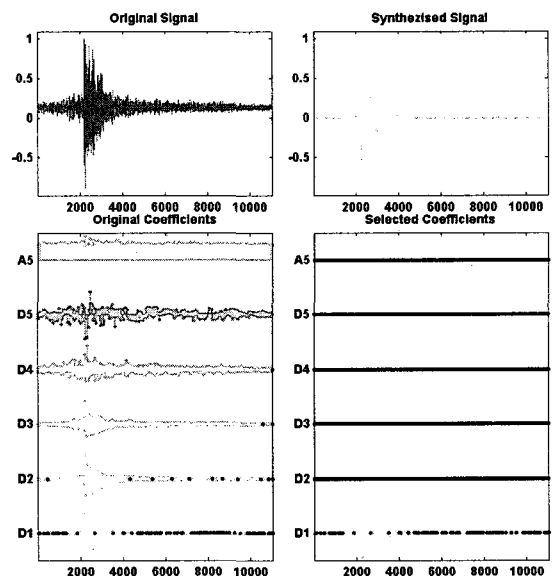 Original Signal
Synthezised Signal
1
0.5
0
-0.5
1
0.5
0
-0.5
2000 4000 6000 8000 10000
2000 4000 6000 8000 10000
Original Coefficients
Selected Coefficients
A5
D5
D4
D3
D2
D1
A5
D5
D4
D3
D2
D1
2000 4000 6000 8000 10000
2000 4000 6000 8000 10000